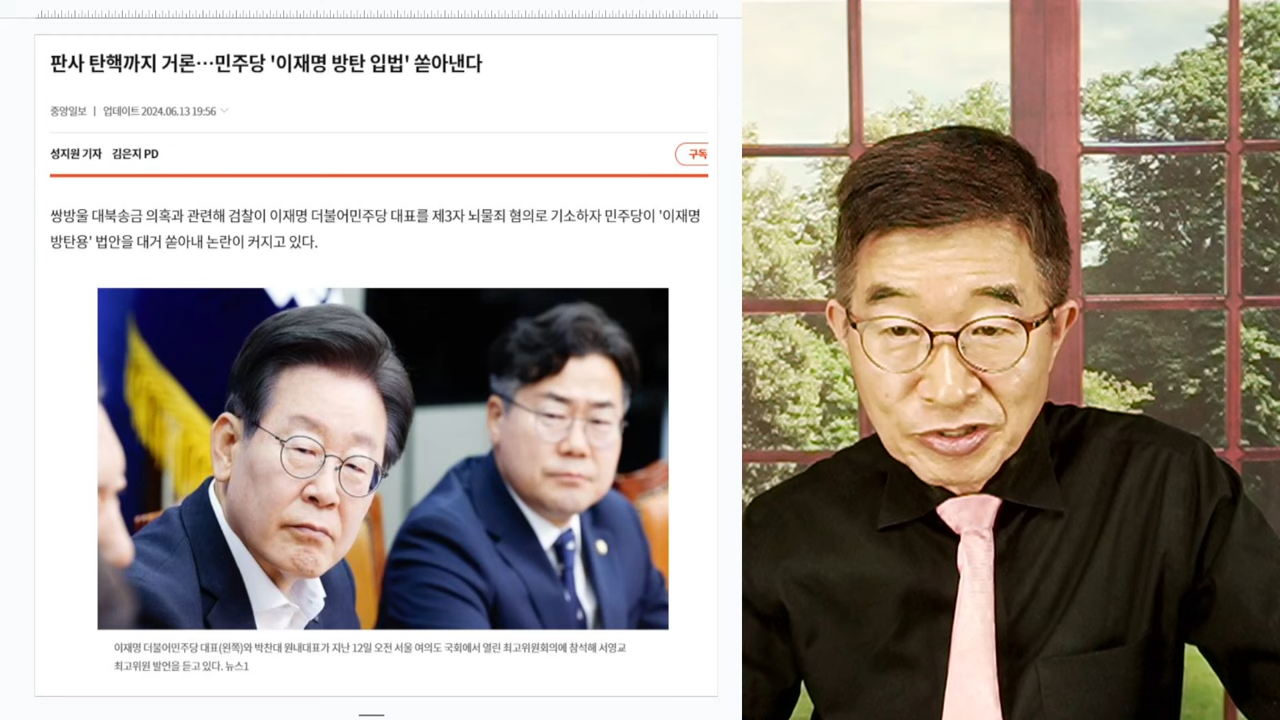 판사 탄핵까지 거론…민주당 '이재명 방탄 입법' 쏟아낸다
중앙일보 | 업데이트 2024.06.13 19:56
성지원 기자 김은지 PD
구독
쌍방울 대북송금 의혹과 관련해 검찰이 이재명 더불어민주당 대표를 제3자 뇌물죄 혐의로 기소하자 민주당이 '이재명
방탄용' 법안을 대거 쏟아내 논란이 커지고 있다.
이재명 더불어민주당 대표(왼쪽)와 박찬대 원내대표가 지난 12일 오전 서울 여의도 국회에서 열린 최고위원회의에 참석해 서영교
최고위원 발언을 듣고 있다. 뉴스1